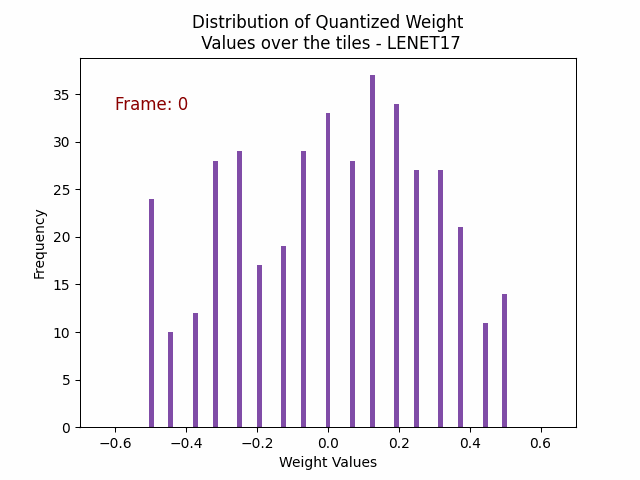 Distribution of Quantized Weight
Values over the tiles - LENET17
Frame: 0
35
30
25
20
15
10
5
0
Frequency
−0.6 −0.4 −0.2 0.0 0.2 0.4 0.6
Weight Values